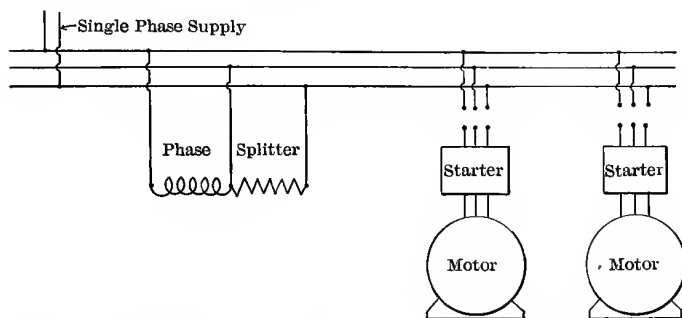 Single Phase Supply
Phase Splitter
Starter Starter
Motor Motor